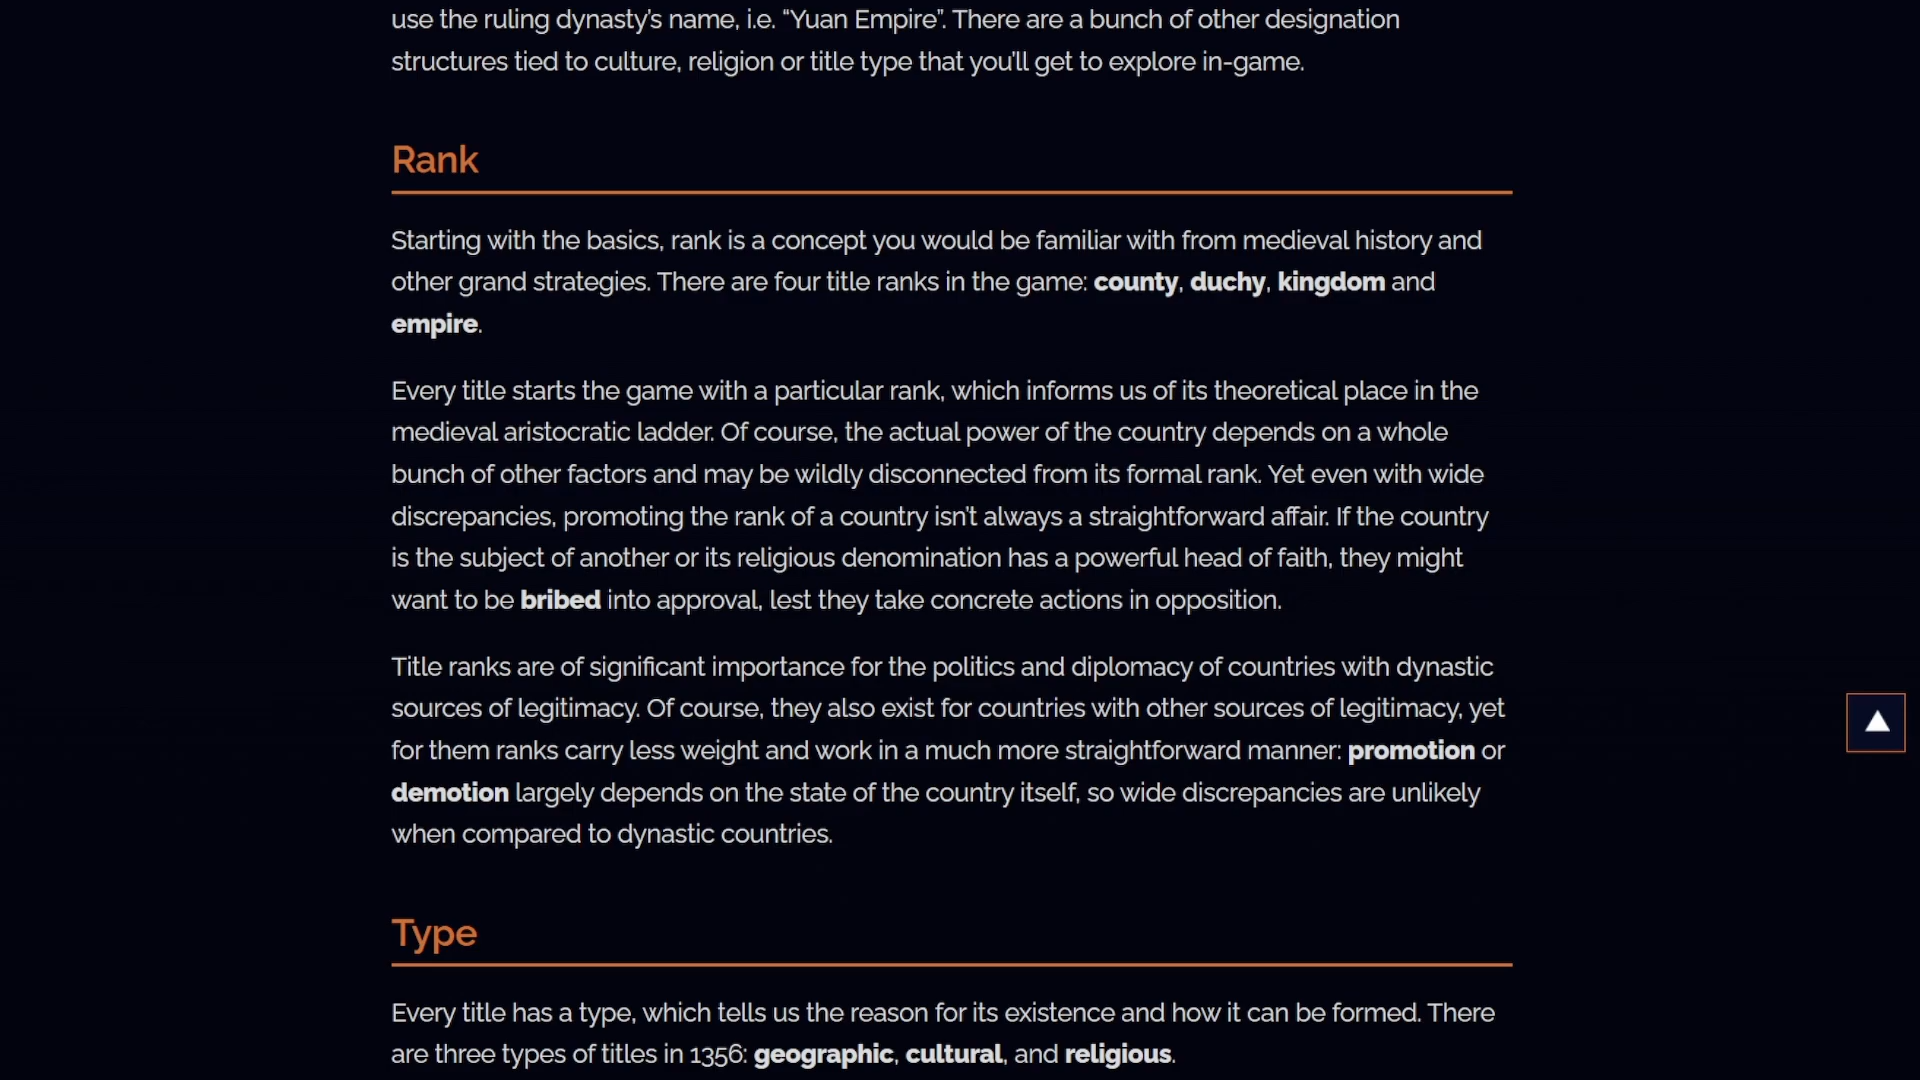 use the ruling dynasty's name, i.e. “Yuan Empire”. There are a bunch of other designation
structures tied to culture, religion or title type that you'll get to explore in-game.
Rank
Starting with the basics, rank is a concept you would be familiar with from medieval history and
other grand strategies. There are four title ranks in the game: county, duchy, kingdom and
empire.
Every title starts the game with a particular rank, which informs us of its theoretical place in the
medieval aristocratic ladder. Of course, the actual power of the country depends on a whole
bunch of other factors and may be wildly disconnected from its formal rank. Yet even with wide
discrepancies, promoting the rank of a country isn't always a straightforward affair. If the country
is the subject of another or its religious denomination has a powerful head of faith, they might
want to be bribed into approval, lest they take concrete actions in opposition.
Title ranks are of significant importance for the politics and diplomacy of countries with dynastic
sources of legitimacy. Of course, they also exist for countries with other sources of legitimacy, yet
for them ranks carry less weight and work in a much more straightforward manner: promotion or
demotion largely depends on the state of the country itself, so wide discrepancies are unlikely
when compared to dynastic countries.
Type
Every title has a type, which tells us the reason for its existence and how it can be formed. There
are three types of titles in 1356: geographic, cultural, and religious.